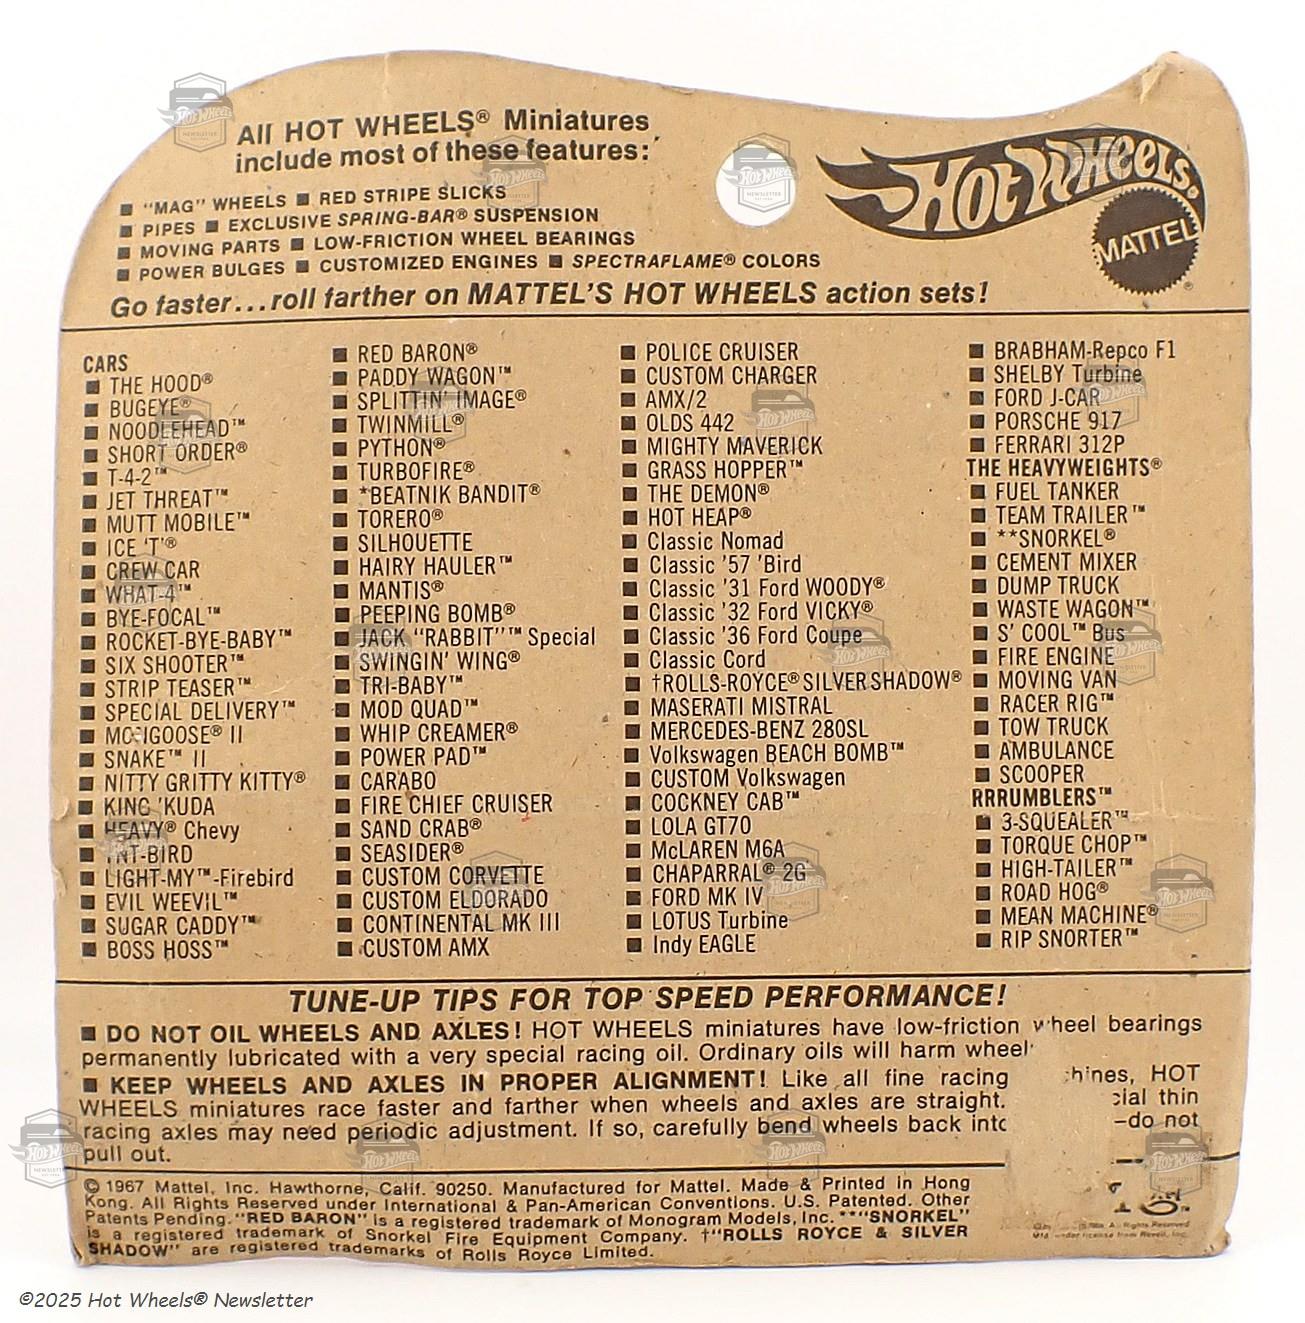 All HOT WHEELS® Miniatures
include most of these features:
■ "MAG" WHEELS ■ RED STRIPE SLICKS
■ PIPES ■ EXCLUSIVE SPRING-BAR® SUSPENSION
■ MOVING PARTS ■ LOW-FRICTION WHEEL BEARINGS
■ POWER BULGES ■ CUSTOMIZED ENGINES ■ SPECTRAFLAME® COLORS
Go faster...roll farther on MATTEL'S HOT WHEELS action sets!
Hot Wheels®
MATTEL®
CARS
■ THE HOOD®
■ BUGEYE®
■ NOODLEHEAD™
■ SHORT ORDER®
■ T-4-2™
■ JET THREAT™
■ MUTT MOBILE™
■ ICE 'T'®
■ CREW CAR
■ WHAT-4™
■ BYE-FOCAL™
■ ROCKET-BYE-BABY™
■ SIX SHOOTER™
■ STRIP TEASER™
■ SPECIAL DELIVERY™
■ MONGOOSE® II
■ SNAKE™ II
■ NITTY GRITTY KITTY®
■ KING 'KUDA
■ HEAVY® Chevy
■ TNT-BIRD
■ LIGHT-MY™-Firebird
■ EVIL WEEVIL™
■ SUGAR CADDY™
■ BOSS HOSS™
■ RED BARON®
■ PADDY WAGON™
■ SPLITTIN' IMAGE®
■ TWINMILL®
■ PYTHON®
■ TURBOFIRE®
■ *BEATNIK BANDIT®
■ TORERO®
■ SILHOUETTE
■ HAIRY HAULER™
■ MANTIS®
■ PEEPING BOMB®
■ JACK "RABBIT"™ Special
■ SWINGIN' WING®
■ TRI-BABY™
■ MOD QUAD™
■ WHIP CREAMER®
■ POWER PAD™
■ CARABO
■ FIRE CHIEF CRUISER
■ SAND CRAB®
■ SEASIDER®
■ CUSTOM CORVETTE
■ CUSTOM ELDORADO
■ CONTINENTAL MK III
■ CUSTOM AMX
■ POLICE CRUISER
■ CUSTOM CHARGER
■ AMX/2
■ OLDS 442
■ MIGHTY MAVERICK
■ GRASS HOPPER™
■ THE DEMON®
■ HOT HEAP®
■ Classic Nomad
■ Classic '57 'Bird
■ Classic '31 Ford WOODY®
■ Classic '32 Ford VICKY®
■ Classic '36 Ford Coupe
■ Classic Cord
■ †ROLLS-ROYCE® SILVER SHADOW®
■ MASERATI MISTRAL
■ MERCEDES-BENZ 280SL
■ Volkswagen BEACH BOMB™
■ CUSTOM Volkswagen
■ COCKNEY CAB™
■ LOLA GT70
■ McLAREN M6A
■ CHAPARRAL® 2G
■ FORD MK IV
■ LOTUS Turbine
■ Indy EAGLE
■ BRABHAM-Repco F1
■ SHELBY Turbine
■ FORD J-CAR
■ PORSCHE 917
■ FERRARI 312P
THE HEAVYWEIGHTS®
■ FUEL TANKER
■ TEAM TRAILER™
■ **SNORKEL®
■ CEMENT MIXER
■ DUMP TRUCK
■ WASTE WAGON™
■ S' COOL™ Bus
■ FIRE ENGINE
■ MOVING VAN
■ RACER RIG™
■ TOW TRUCK
■ AMBULANCE
■ SCOOPER
RRRUMBLERS™
■ 3-SQUEALER™
■ TORQUE CHOP™
■ HIGH-TAILER™
■ ROAD HOG®
■ MEAN MACHINE®
■ RIP SNORTER™
TUNE-UP TIPS FOR TOP SPEED PERFORMANCE!
■ DO NOT OIL WHEELS AND AXLES! HOT WHEELS miniatures have low-friction wheel bearings
permanently lubricated with a very special racing oil. Ordinary oils will harm wheel
■ KEEP WHEELS AND AXLES IN PROPER ALIGNMENT! Like all fine racing chines, HOT
WHEELS miniatures race faster and farther when wheels and axles are straight. cial thin
racing axles may need periodic adjustment. If so, carefully bend wheels back into —do not
pull out.
© 1967 Mattel, Inc. Hawthorne, Calif. 90250. Manufactured for Mattel. Made & Printed in Hong
Kong. All Rights Reserved under International & Pan-American Conventions. U.S. Patented. Other
Patents Pending. "RED BARON" is a registered trademark of Monogram Models, Inc. **"SNORKEL"
is a registered trademark of Snorkel Fire Equipment Company. †"ROLLS ROYCE & SILVER
SHADOW" are registered trademarks of Rolls Royce Limited.
All Rights Reserved
under license from Revell, Inc.
©2025 Hot Wheels® Newsletter